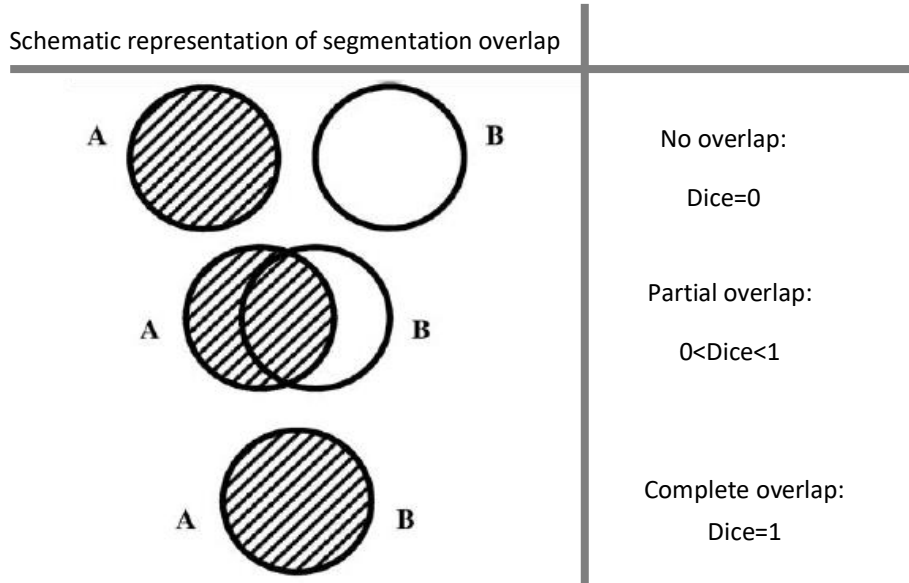 Schematic representation of segmentation overlap
A
B
No overlap:
Dice=0
A
B
Partial overlap:
0<Dice<1
A
B
Complete overlap:
Dice=1